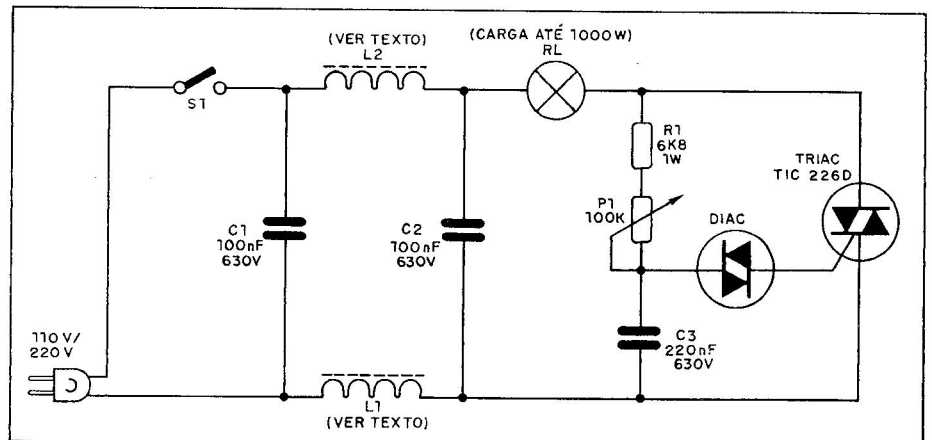 (VER TEXTO)
L2
(CARGA ATÉ 1000W)
RL
S1
R1
6K8
1W
TRIAC
TIC 226D
P1
100K
DIAC
C1
100nF
630V
C2
100nF
630V
C3
220nF
630V
110V/
220V
L1
(VER TEXTO)